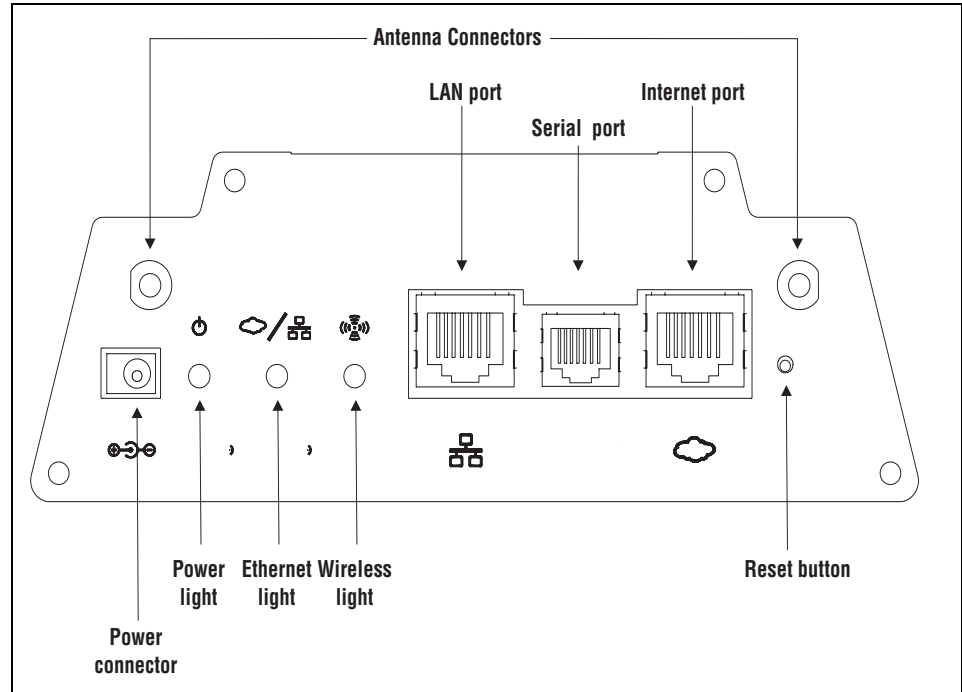 Antenna Connectors
LAN port
Internet port
Serial port
Power
light
Ethernet
light
Wireless
light
Reset button
Power
connector